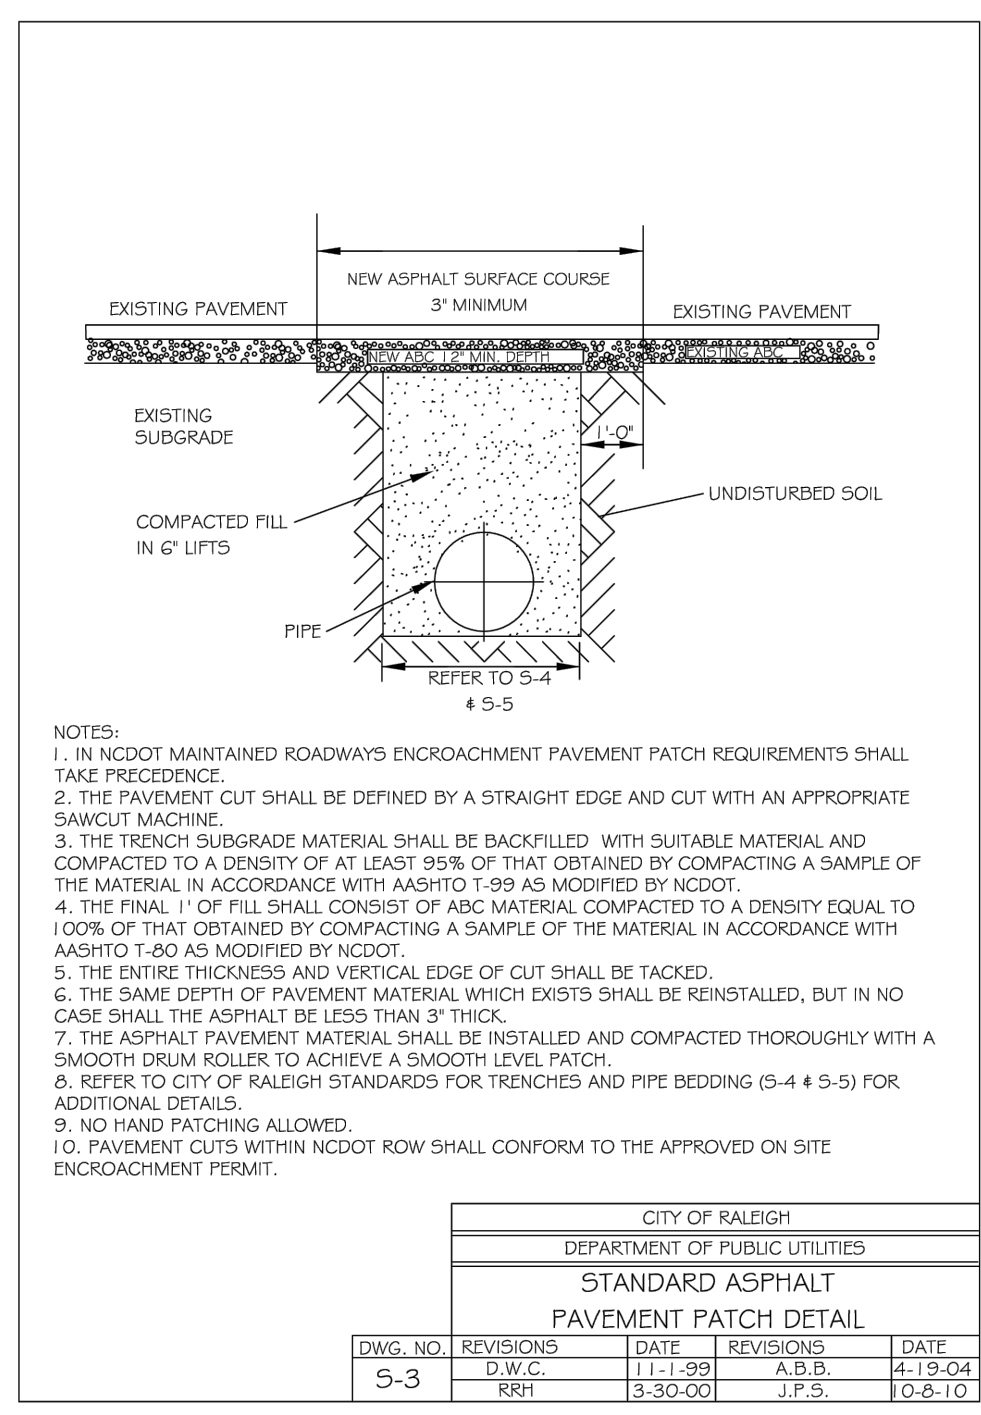 NEW ASPHALT SURFACE COURSE
3" MINIMUM
EXISTING PAVEMENT
EXISTING PAVEMENT
NEW ABC 12" MIN. DEPTH
EXISTING ABC
EXISTING
SUBGRADE
1'-0"
UNDISTURBED SOIL
COMPACTED FILL
IN 6" LIFTS
PIPE
REFER TO S-4
& S-5
NOTES:
1. IN NCDOT MAINTAINED ROADWAYS ENCROACHMENT PAVEMENT PATCH REQUIREMENTS SHALL
TAKE PRECEDENCE.
2. THE PAVEMENT CUT SHALL BE DEFINED BY A STRAIGHT EDGE AND CUT WITH AN APPROPRIATE
SAWCUT MACHINE.
3. THE TRENCH SUBGRADE MATERIAL SHALL BE BACKFILLED WITH SUITABLE MATERIAL AND
COMPACTED TO A DENSITY OF AT LEAST 95% OF THAT OBTAINED BY COMPACTING A SAMPLE OF
THE MATERIAL IN ACCORDANCE WITH AASHTO T-99 AS MODIFIED BY NCDOT.
4. THE FINAL 1' OF FILL SHALL CONSIST OF ABC MATERIAL COMPACTED TO A DENSITY EQUAL TO
100% OF THAT OBTAINED BY COMPACTING A SAMPLE OF THE MATERIAL IN ACCORDANCE WITH
AASHTO T-80 AS MODIFIED BY NCDOT.
5. THE ENTIRE THICKNESS AND VERTICAL EDGE OF CUT SHALL BE TACKED.
6. THE SAME DEPTH OF PAVEMENT MATERIAL WHICH EXISTS SHALL BE REINSTALLED, BUT IN NO
CASE SHALL THE ASPHALT BE LESS THAN 3" THICK.
7. THE ASPHALT PAVEMENT MATERIAL SHALL BE INSTALLED AND COMPACTED THOROUGHLY WITH A
SMOOTH DRUM ROLLER TO ACHIEVE A SMOOTH LEVEL PATCH.
8. REFER TO CITY OF RALEIGH STANDARDS FOR TRENCHES AND PIPE BEDDING (S-4 & S-5) FOR
ADDITIONAL DETAILS.
9. NO HAND PATCHING ALLOWED.
10. PAVEMENT CUTS WITHIN NCDOT ROW SHALL CONFORM TO THE APPROVED ON SITE
ENCROACHMENT PERMIT.
CITY OF RALEIGH
DEPARTMENT OF PUBLIC UTILITIES
STANDARD ASPHALT
PAVEMENT PATCH DETAIL
DWG. NO. REVISIONS DATE REVISIONS DATE
S-3 D.W.C. 11-1-99 A.B.B. 4-19-04
RRH 3-30-00 J.P.S. 10-8-10